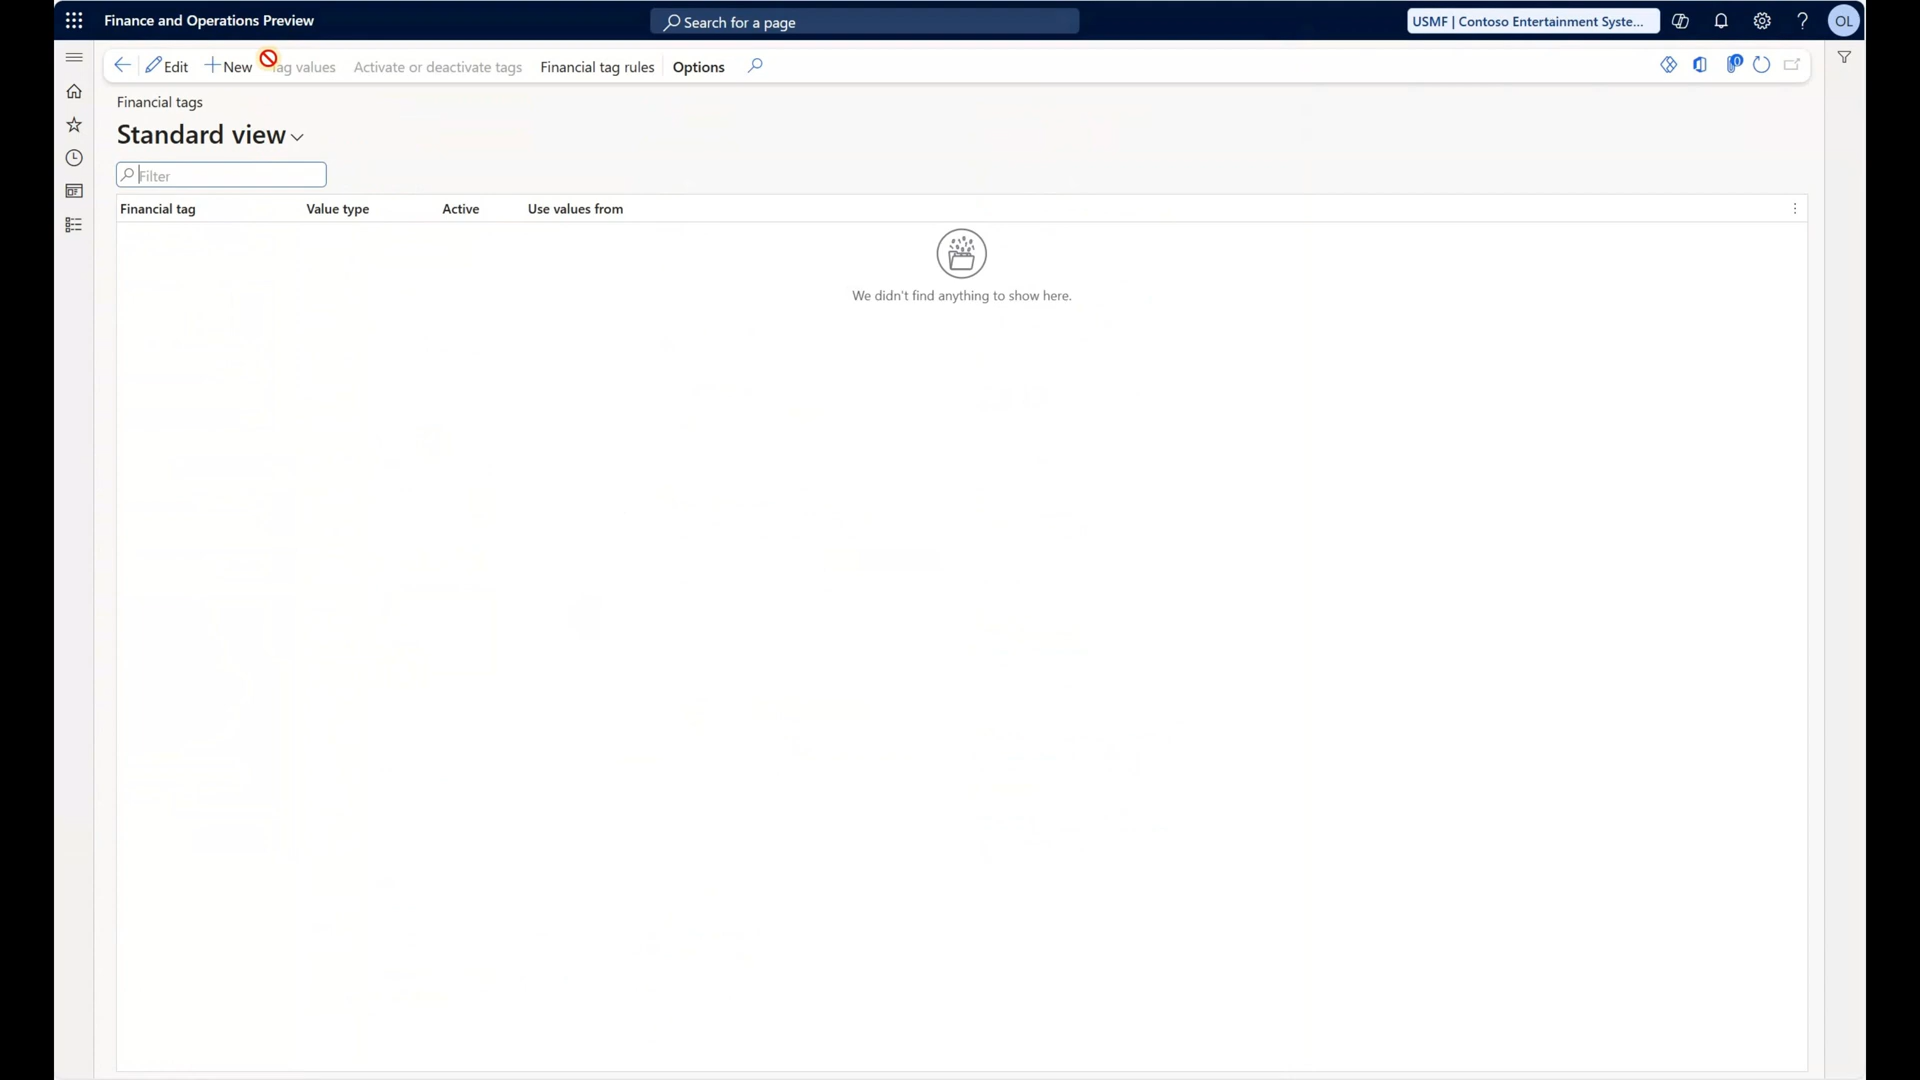 Finance and Operations Preview
Search for a page
USMF | Contoso Entertainment Syste...
OL
Edit
New
Tag values
Activate or deactivate tags
Financial tag rules
Options
0
Financial tags
Standard view
Filter
Financial tag
Value type
Active
Use values from
We didn't find anything to show here.